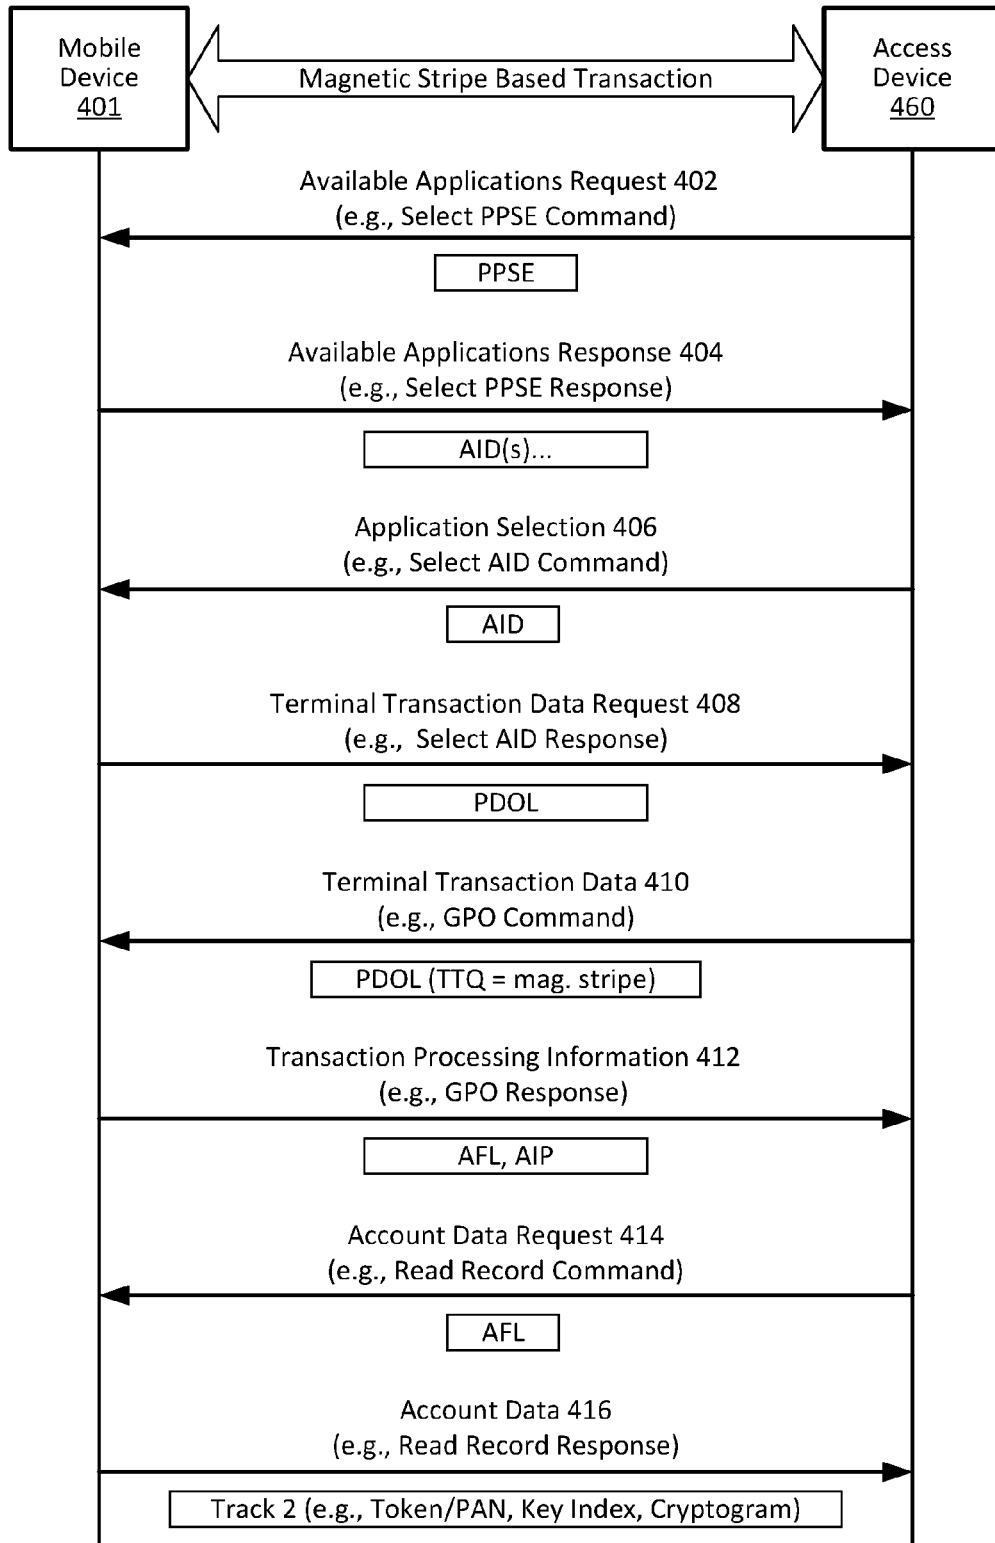 Mobile
Device
401
Magnetic Stripe Based Transaction
Access
Device
460
Available Applications Request 402
(e.g., Select PPSE Command)
PPSE
Available Applications Response 404
(e.g., Select PPSE Response)
AID(s)...
Application Selection 406
(e.g., Select AID Command)
AID
Terminal Transaction Data Request 408
(e.g., Select AID Response)
PDOL
Terminal Transaction Data 410
(e.g., GPO Command)
PDOL (TTQ = mag. stripe)
Transaction Processing Information 412
(e.g., GPO Response)
AFL, AIP
Account Data Request 414
(e.g., Read Record Command)
AFL
Account Data 416
(e.g., Read Record Response)
Track 2 (e.g., Token/PAN, Key Index, Cryptogram)